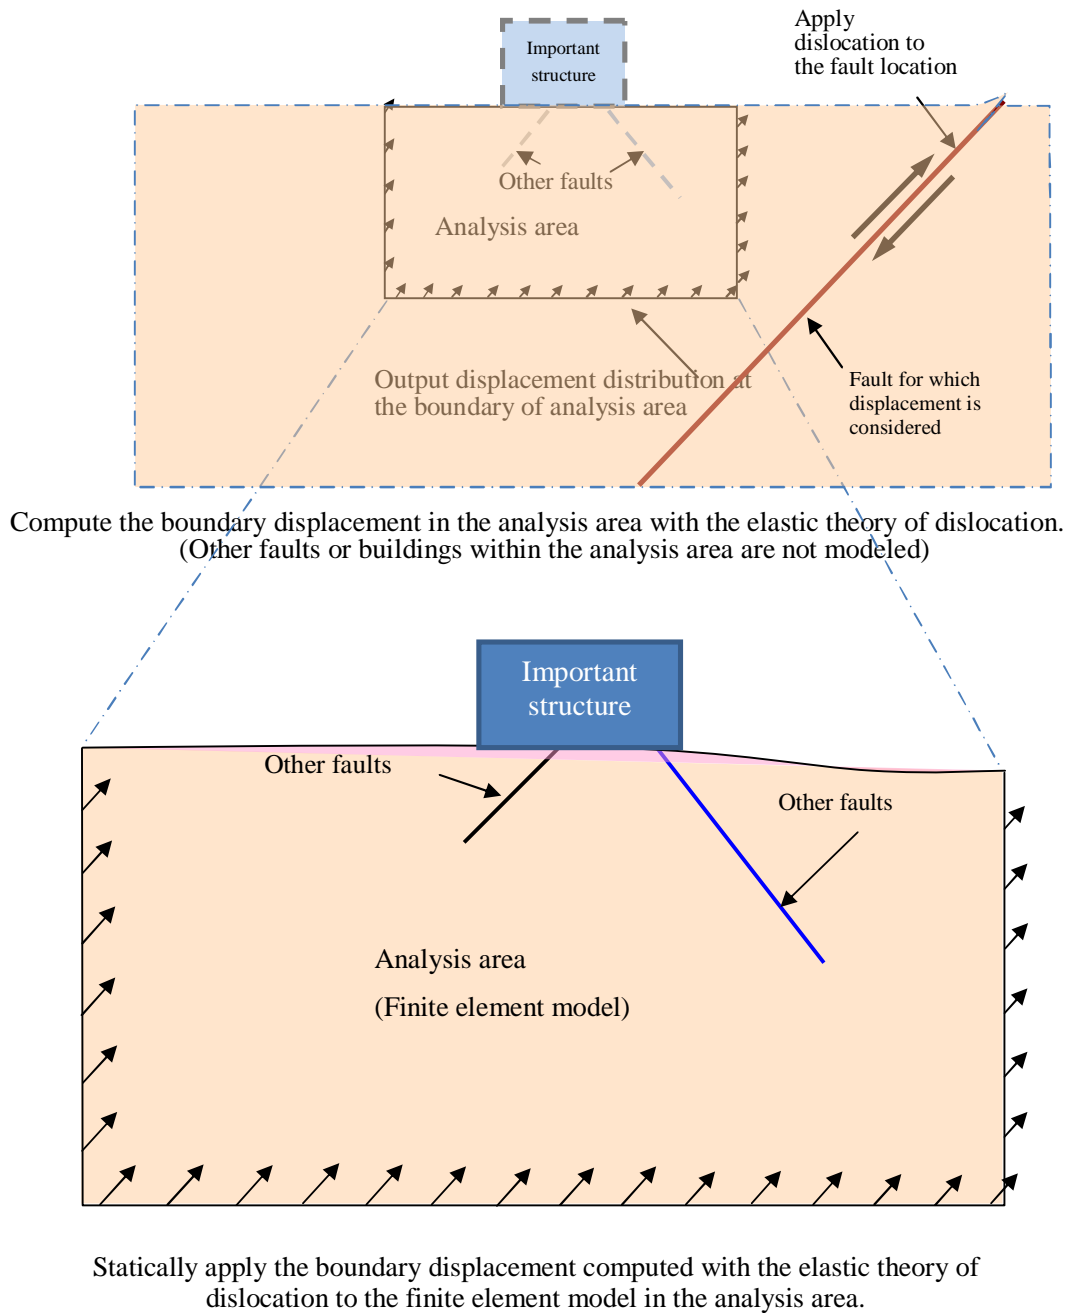 Apply
dislocation to
the fault location
Important
structure
Other faults
Analysis area
Output displacement distribution at
the boundary of analysis area
Fault for which
displacement is
considered
Compute the boundary displacement in the analysis area with the elastic theory of dislocation.
(Other faults or buildings within the analysis area are not modeled)
Important
structure
Other faults
Other faults
Analysis area
(Finite element model)
Statically apply the boundary displacement computed with the elastic theory of
dislocation to the finite element model in the analysis area.